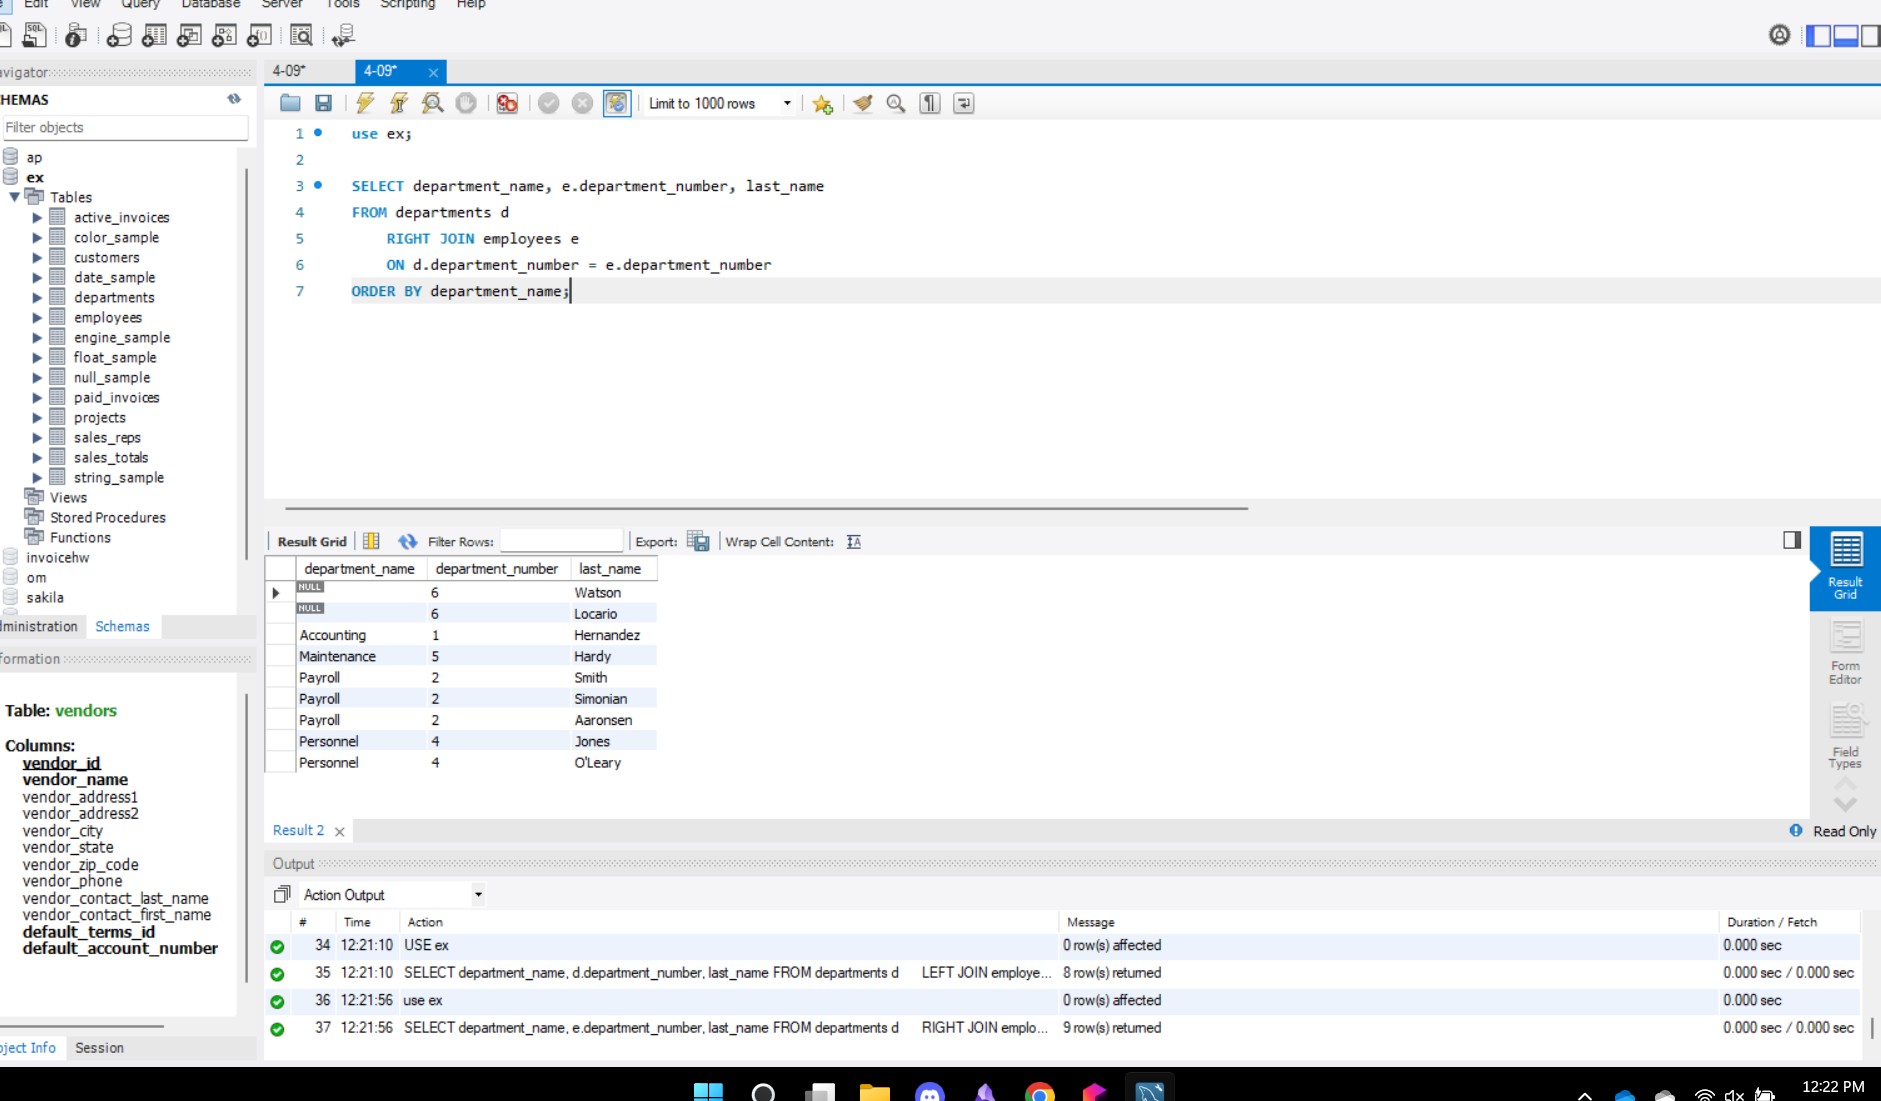 Edit View Query Database Server Tools Scripting Help
avigator
4-09* 4-09*
HEMAS
Filter objects
Limit to 1000 rows
ap
ex
Tables
active_invoices
color_sample
customers
date_sample
departments
employees
engine_sample
float_sample
null_sample
paid_invoices
projects
sales_reps
sales_totals
string_sample
Views
Stored Procedures
Functions
invoicehw
om
sakila
ministration Schemas
formation
Table: vendors
Columns:
vendor_id
vendor_name
vendor_address1
vendor_address2
vendor_city
vendor_state
vendor_zip_code
vendor_phone
vendor_contact_last_name
vendor_contact_first_name
default_terms_id
default_account_number
bject Info Session
1 use ex;
2
3 SELECT department_name, e.department_number, last_name
4 FROM departments d
5 RIGHT JOIN employees e
6 ON d.department_number = e.department_number
7 ORDER BY department_name;
Result Grid Filter Rows: Export: Wrap Cell Content:
department_name department_number last_name
NULL 6 Watson
NULL 6 Locario
Accounting 1 Hernandez
Maintenance 5 Hardy
Payroll 2 Smith
Payroll 2 Simonian
Payroll 2 Aaronsen
Personnel 4 Jones
Personnel 4 O'Leary
Result
Grid
Form
Editor
Field
Types
Result 2
Read Only
Output
Action Output
# Time Action Message Duration / Fetch
34 12:21:10 USE ex 0 row(s) affected 0.000 sec
35 12:21:10 SELECT department_name, d.department_number, last_name FROM departments d LEFT JOIN employe... 8 row(s) returned 0.000 sec / 0.000 sec
36 12:21:56 use ex 0 row(s) affected 0.000 sec
37 12:21:56 SELECT department_name, e.department_number, last_name FROM departments d RIGHT JOIN emplo... 9 row(s) returned 0.000 sec / 0.000 sec
12:22 PM